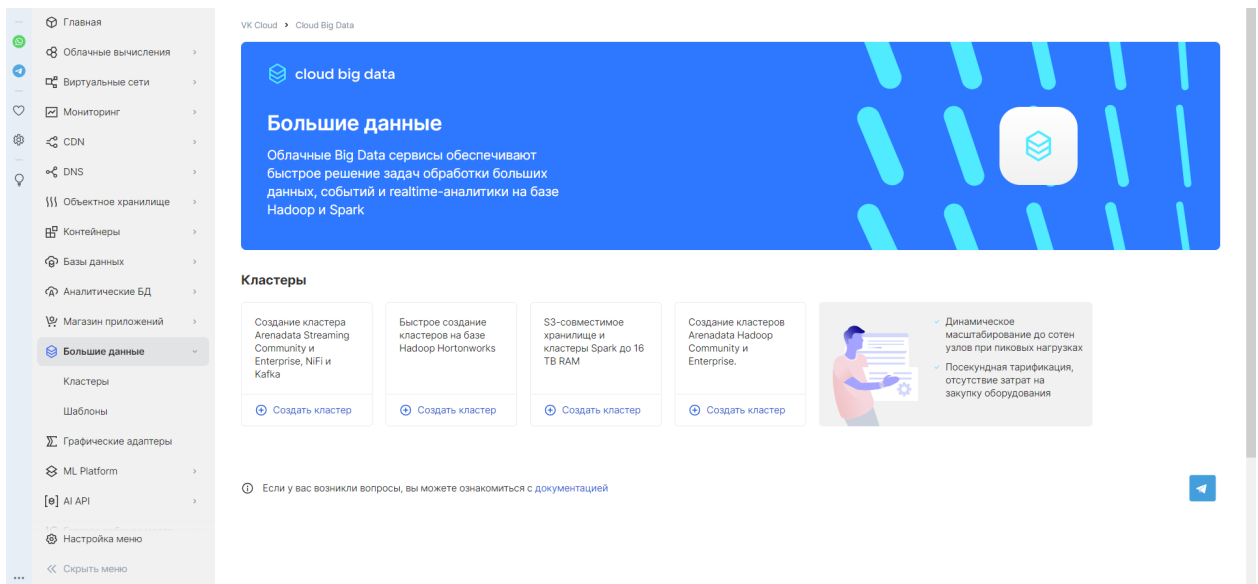 Главная
Облачные вычисления
Виртуальные сети
Мониторинг
CDN
DNS
Объектное хранилище
Контейнеры
Базы данных
Аналитические БД
Магазин приложений
Большие данные
Кластеры
Шаблоны
Графические адаптеры
ML Platform
AI API
Настройка меню
Скрыть меню
VK Cloud > Cloud Big Data
cloud big data
Большие данные
Облачные Big Data сервисы обеспечивают
быстрое решение задач обработки больших
данных, событий и realtime-аналитики на базе
Hadoop и Spark
Кластеры
Создание кластера
Arenadata Streaming
Community и
Enterprise, NiFi и
Kafka
Создать кластер
Быстрое создание
кластеров на базе
Hadoop Hortonworks
Создать кластер
S3-совместимое
хранилище и
кластеры Spark до 16
TB RAM
Создать кластер
Создание кластеров
Arenadata Hadoop
Community и
Enterprise.
Создать кластер
Динамическое
масштабирование до сотен
узлов при пиковых нагрузках
Посекундная тарификация,
отсутствие затрат на
закупку оборудования
Если у вас возникли вопросы, вы можете ознакомиться с документацией